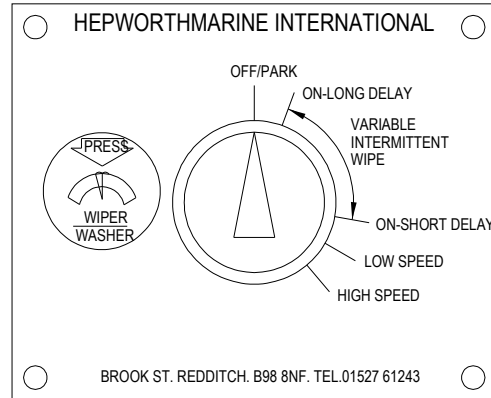 HEPWORTHMARINE INTERNATIONAL
OFF/PARK
ON-LONG DELAY
VARIABLE
INTERMITTENT
WIPE
ON-SHORT DELAY
LOW SPEED
HIGH SPEED
PRESS
WIPER
WASHER
BROOK ST. REDDITCH. B98 8NF. TEL.01527 61243